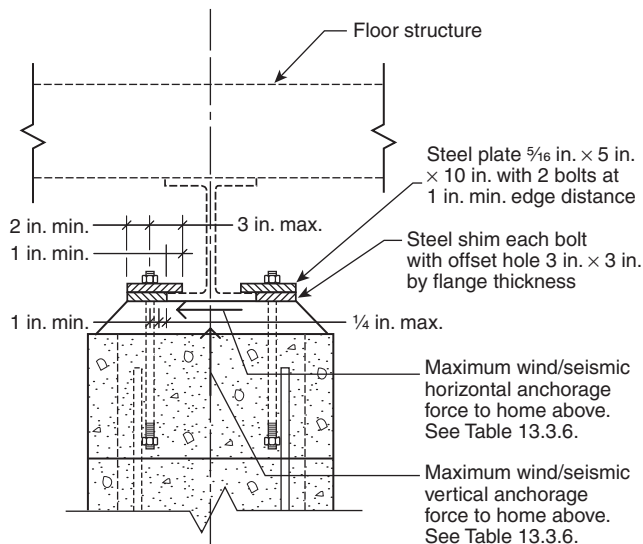 Floor structure
Steel plate 5/16 in. × 5 in.
× 10 in. with 2 bolts at
1 in. min. edge distance
2 in. min.
3 in. max.
1 in. min.
Steel shim each bolt
with offset hole 3 in. × 3 in.
by flange thickness
1 in. min.
1/4 in. max.
Maximum wind/seismic
horizontal anchorage
force to home above.
See Table 13.3.6.
Maximum wind/seismic
vertical anchorage
force to home above.
See Table 13.3.6.